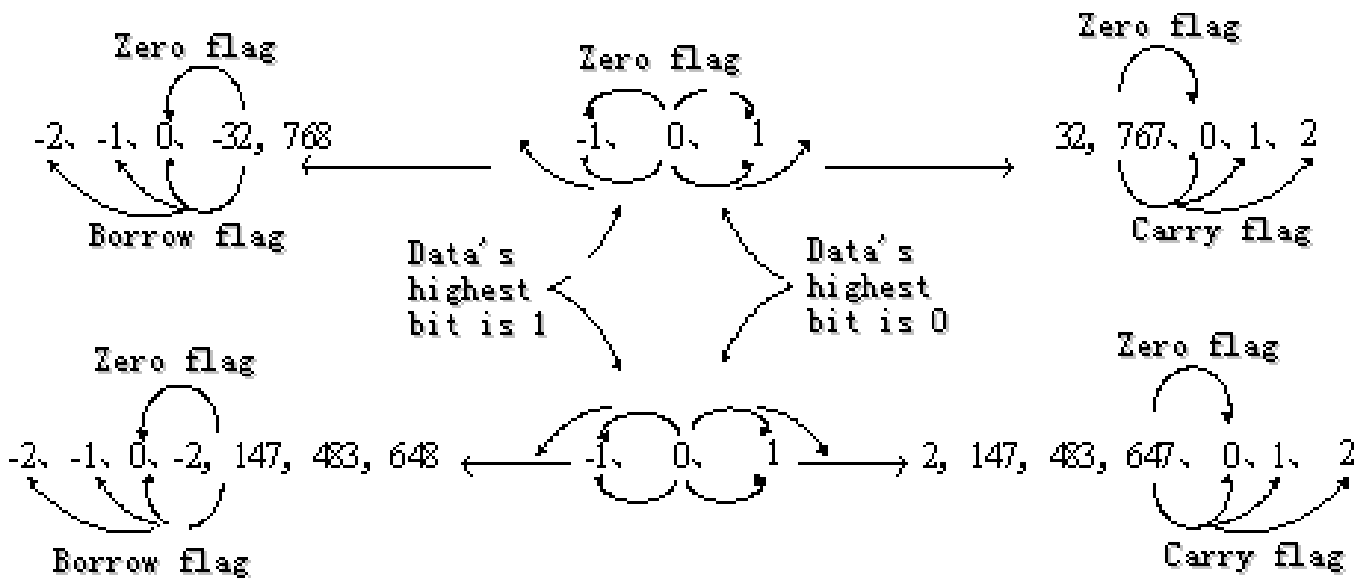 Zero flag
Zero flag
Zero flag
-2、-1、0、-32, 768
-1、 0、 1
32, 767、0、1、2
Borrow flag
Carry flag
Data's
highest
bit is 1
Data's
highest
bit is 0
Zero flag
Zero flag
-2、-1、0、-2, 147, 483, 648
-1、 0、 1
2, 147, 483, 647、 0、1、 2
Borrow flag
Carry flag